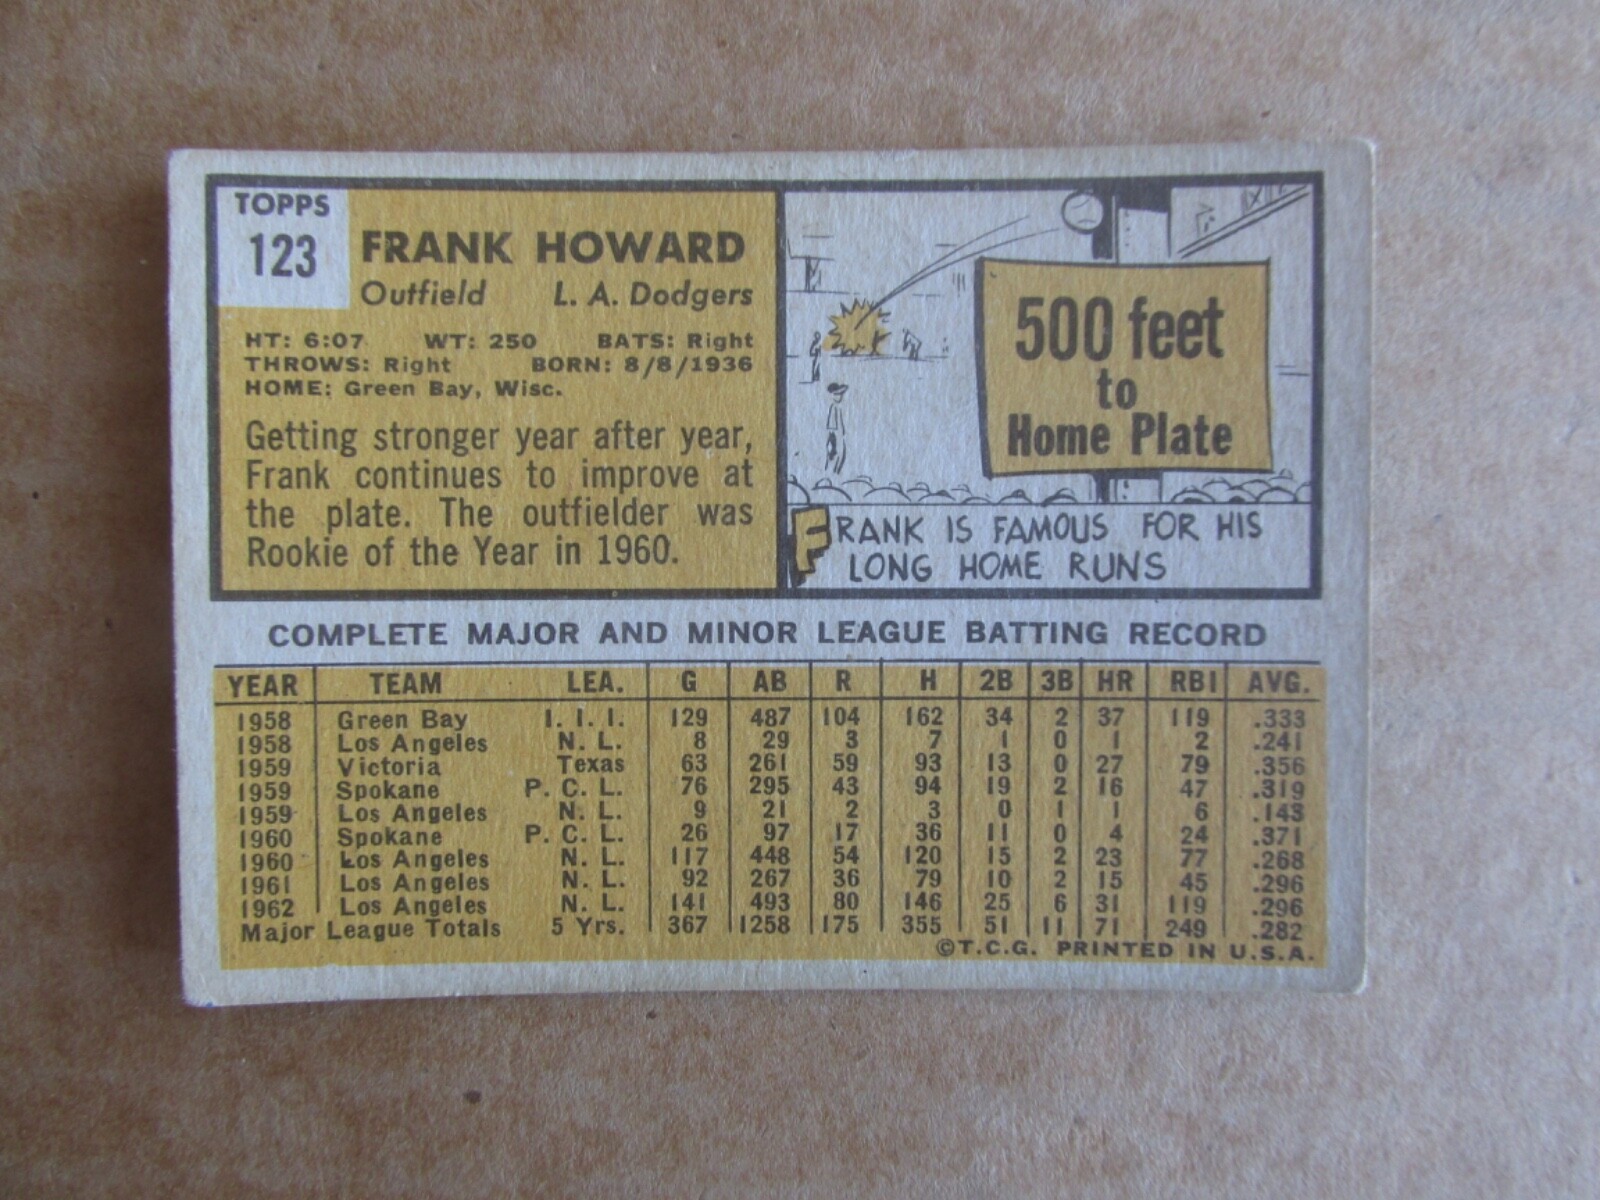 TOPPS
123
FRANK HOWARD
Outfield L. A. Dodgers
HT: 6:07 WT: 250 BATS: Right
THROWS: Right BORN: 8/8/1936
HOME: Green Bay, Wisc.
Getting stronger year after year,
Frank continues to improve at
the plate. The outfielder was
Rookie of the Year in 1960.
500 feet
to
Home Plate
FRANK IS FAMOUS FOR HIS
LONG HOME RUNS
COMPLETE MAJOR AND MINOR LEAGUE BATTING RECORD
YEAR TEAM LEA. G AB R H 2B 3B HR RBI AVG.
1958 Green Bay I. I. I. 129 487 104 162 34 2 37 119 .333
1958 Los Angeles N. L. 8 29 3 7 1 0 1 2 .241
1959 Victoria Texas 63 261 59 93 13 0 27 79 .356
1959 Spokane P. C. L. 76 295 43 94 19 2 16 47 .319
1959 Los Angeles N. L. 9 21 2 3 0 1 1 6 .143
1960 Spokane P. C. L. 26 97 17 36 11 0 4 24 .371
1960 Los Angeles N. L. 117 448 54 120 15 2 23 77 .268
1961 Los Angeles N. L. 92 267 36 79 10 2 15 45 .296
1962 Los Angeles N. L. 141 493 80 146 25 6 31 119 .296
Major League Totals 5 Yrs. 367 1258 175 355 51 11 71 249 .282
©T.C.G. PRINTED IN U.S.A.